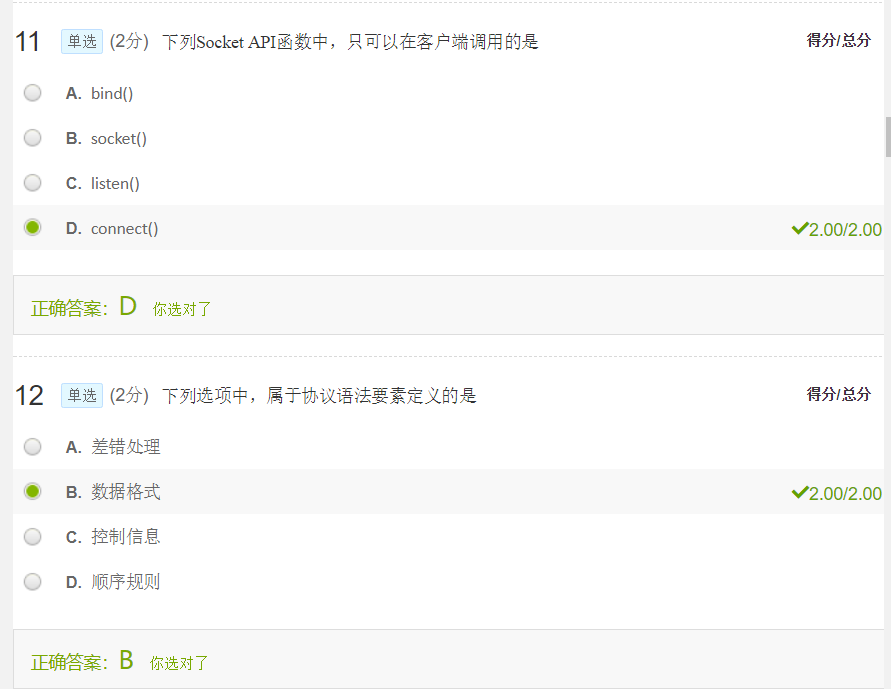 11 单选 (2分) 下列Socket API函数中，只可以在客户端调用的是 得分/总分
A. bind()
B. socket()
C. listen()
D. connect() 2.00/2.00
正确答案：D 你选对了
12 单选 (2分) 下列选项中，属于协议语法要素定义的是 得分/总分
A. 差错处理
B. 数据格式 2.00/2.00
C. 控制信息
D. 顺序规则
正确答案：B 你选对了